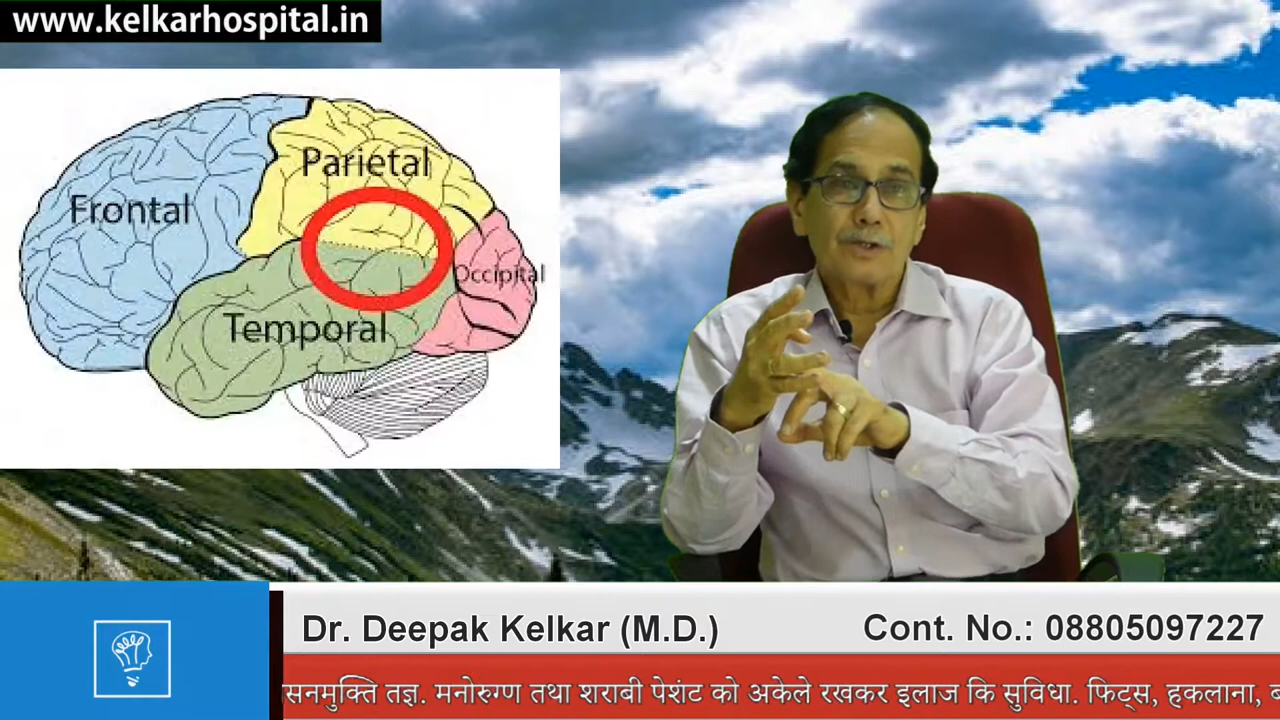 www.kelkarhospital.in
Parietal
Frontal
Occipital
Temporal
Dr. Deepak Kelkar (M.D.)
Cont. No.: 08805097227
सनमुक्ति तज्ञ. मनोरुग्ण तथा शराबी पेशंट को अकेले रखकर इलाज कि सुविधा. फिट्स, हकलाना,